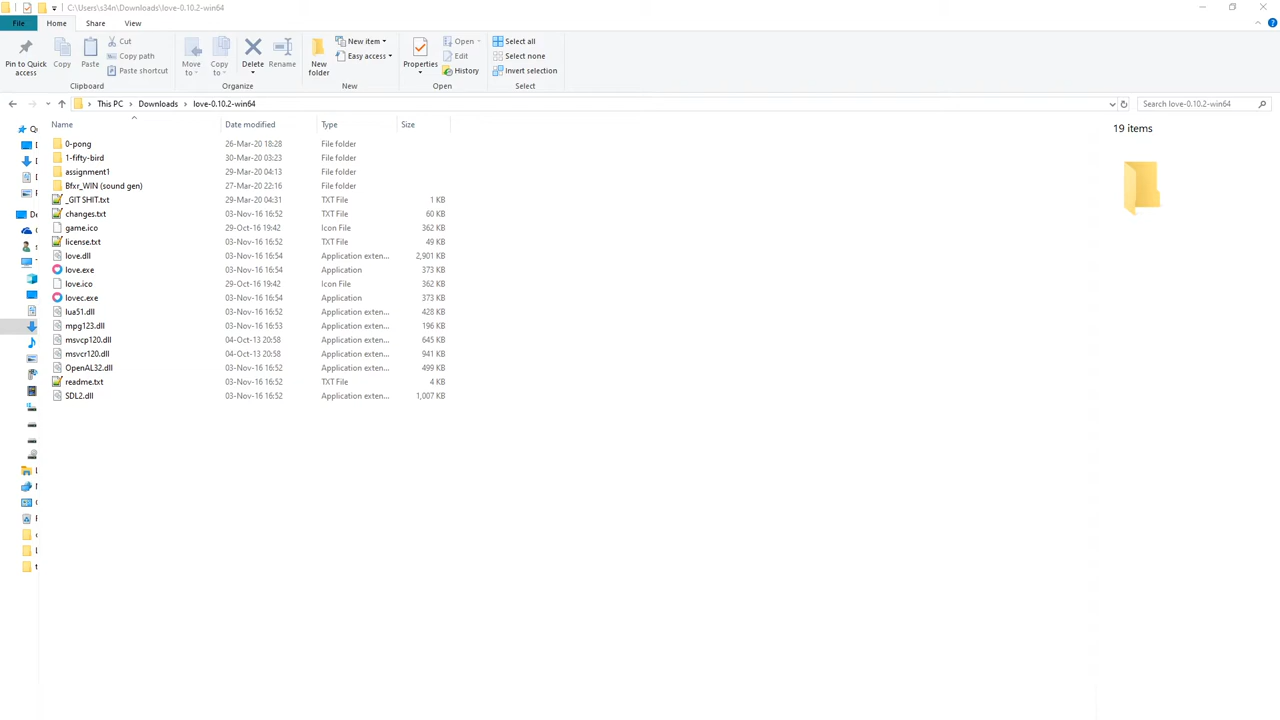 C:\Users\s34n\Downloads\love-0.10.2-win64
File Home Share View
Pin to Quick access
Copy
Paste
Cut
Copy path
Paste shortcut
Clipboard
Move to
Copy to
Delete
Rename
Organize
New folder
New item
Easy access
New
Properties
Open
Edit
History
Open
Select all
Select none
Invert selection
Select
This PC Downloads love-0.10.2-win64 Search love-0.10.2-win64
Name Date modified Type Size
19 items
0-pong 26-Mar-20 18:28 File folder
1-fifty-bird 30-Mar-20 03:23 File folder
assignment1 29-Mar-20 04:13 File folder
Bfxr_WIN (sound gen) 27-Mar-20 22:16 File folder
_GIT SHIT.txt 29-Mar-20 04:31 TXT File 1 KB
changes.txt 03-Nov-16 16:52 TXT File 60 KB
game.ico 29-Oct-16 19:42 Icon File 362 KB
license.txt 03-Nov-16 16:52 TXT File 49 KB
love.dll 03-Nov-16 16:54 Application exten... 2,901 KB
love.exe 03-Nov-16 16:54 Application 373 KB
love.ico 29-Oct-16 19:42 Icon File 362 KB
lovec.exe 03-Nov-16 16:54 Application 373 KB
lua51.dll 03-Nov-16 16:52 Application exten... 428 KB
mpg123.dll 03-Nov-16 16:53 Application exten... 196 KB
msvcp120.dll 04-Oct-13 20:58 Application exten... 645 KB
msvcr120.dll 04-Oct-13 20:58 Application exten... 941 KB
OpenAL32.dll 03-Nov-16 16:52 Application exten... 499 KB
readme.txt 03-Nov-16 16:52 TXT File 4 KB
SDL2.dll 03-Nov-16 16:52 Application exten... 1,007 KB